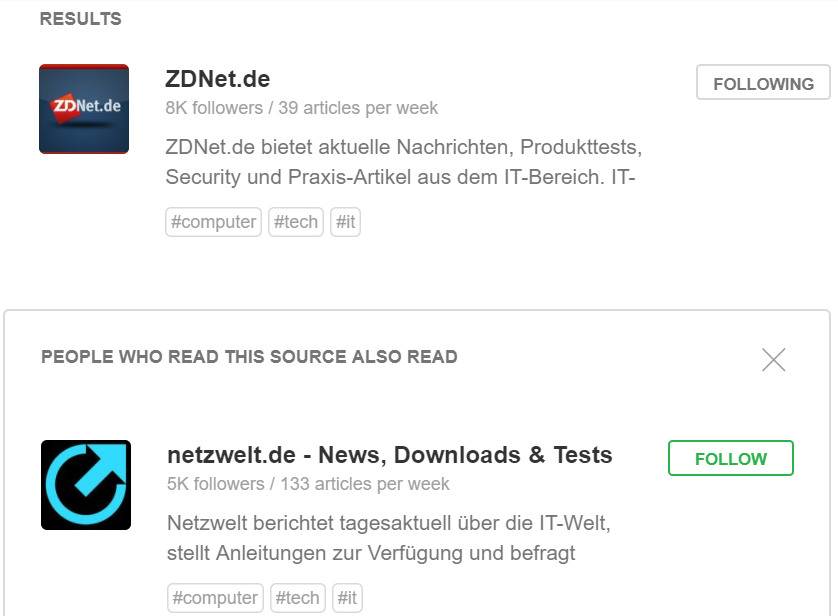 RESULTS
ZDNet.de
ZDNet.de
FOLLOWING
8K followers / 39 articles per week
ZDNet.de bietet aktuelle Nachrichten, Produkttests,
Security und Praxis-Artikel aus dem IT-Bereich. IT-
#computer #tech #it
PEOPLE WHO READ THIS SOURCE ALSO READ
netzwelt.de - News, Downloads & Tests
FOLLOW
5K followers / 133 articles per week
Netzwelt berichtet tagesaktuell über die IT-Welt,
stellt Anleitungen zur Verfügung und befragt
#computer #tech #it